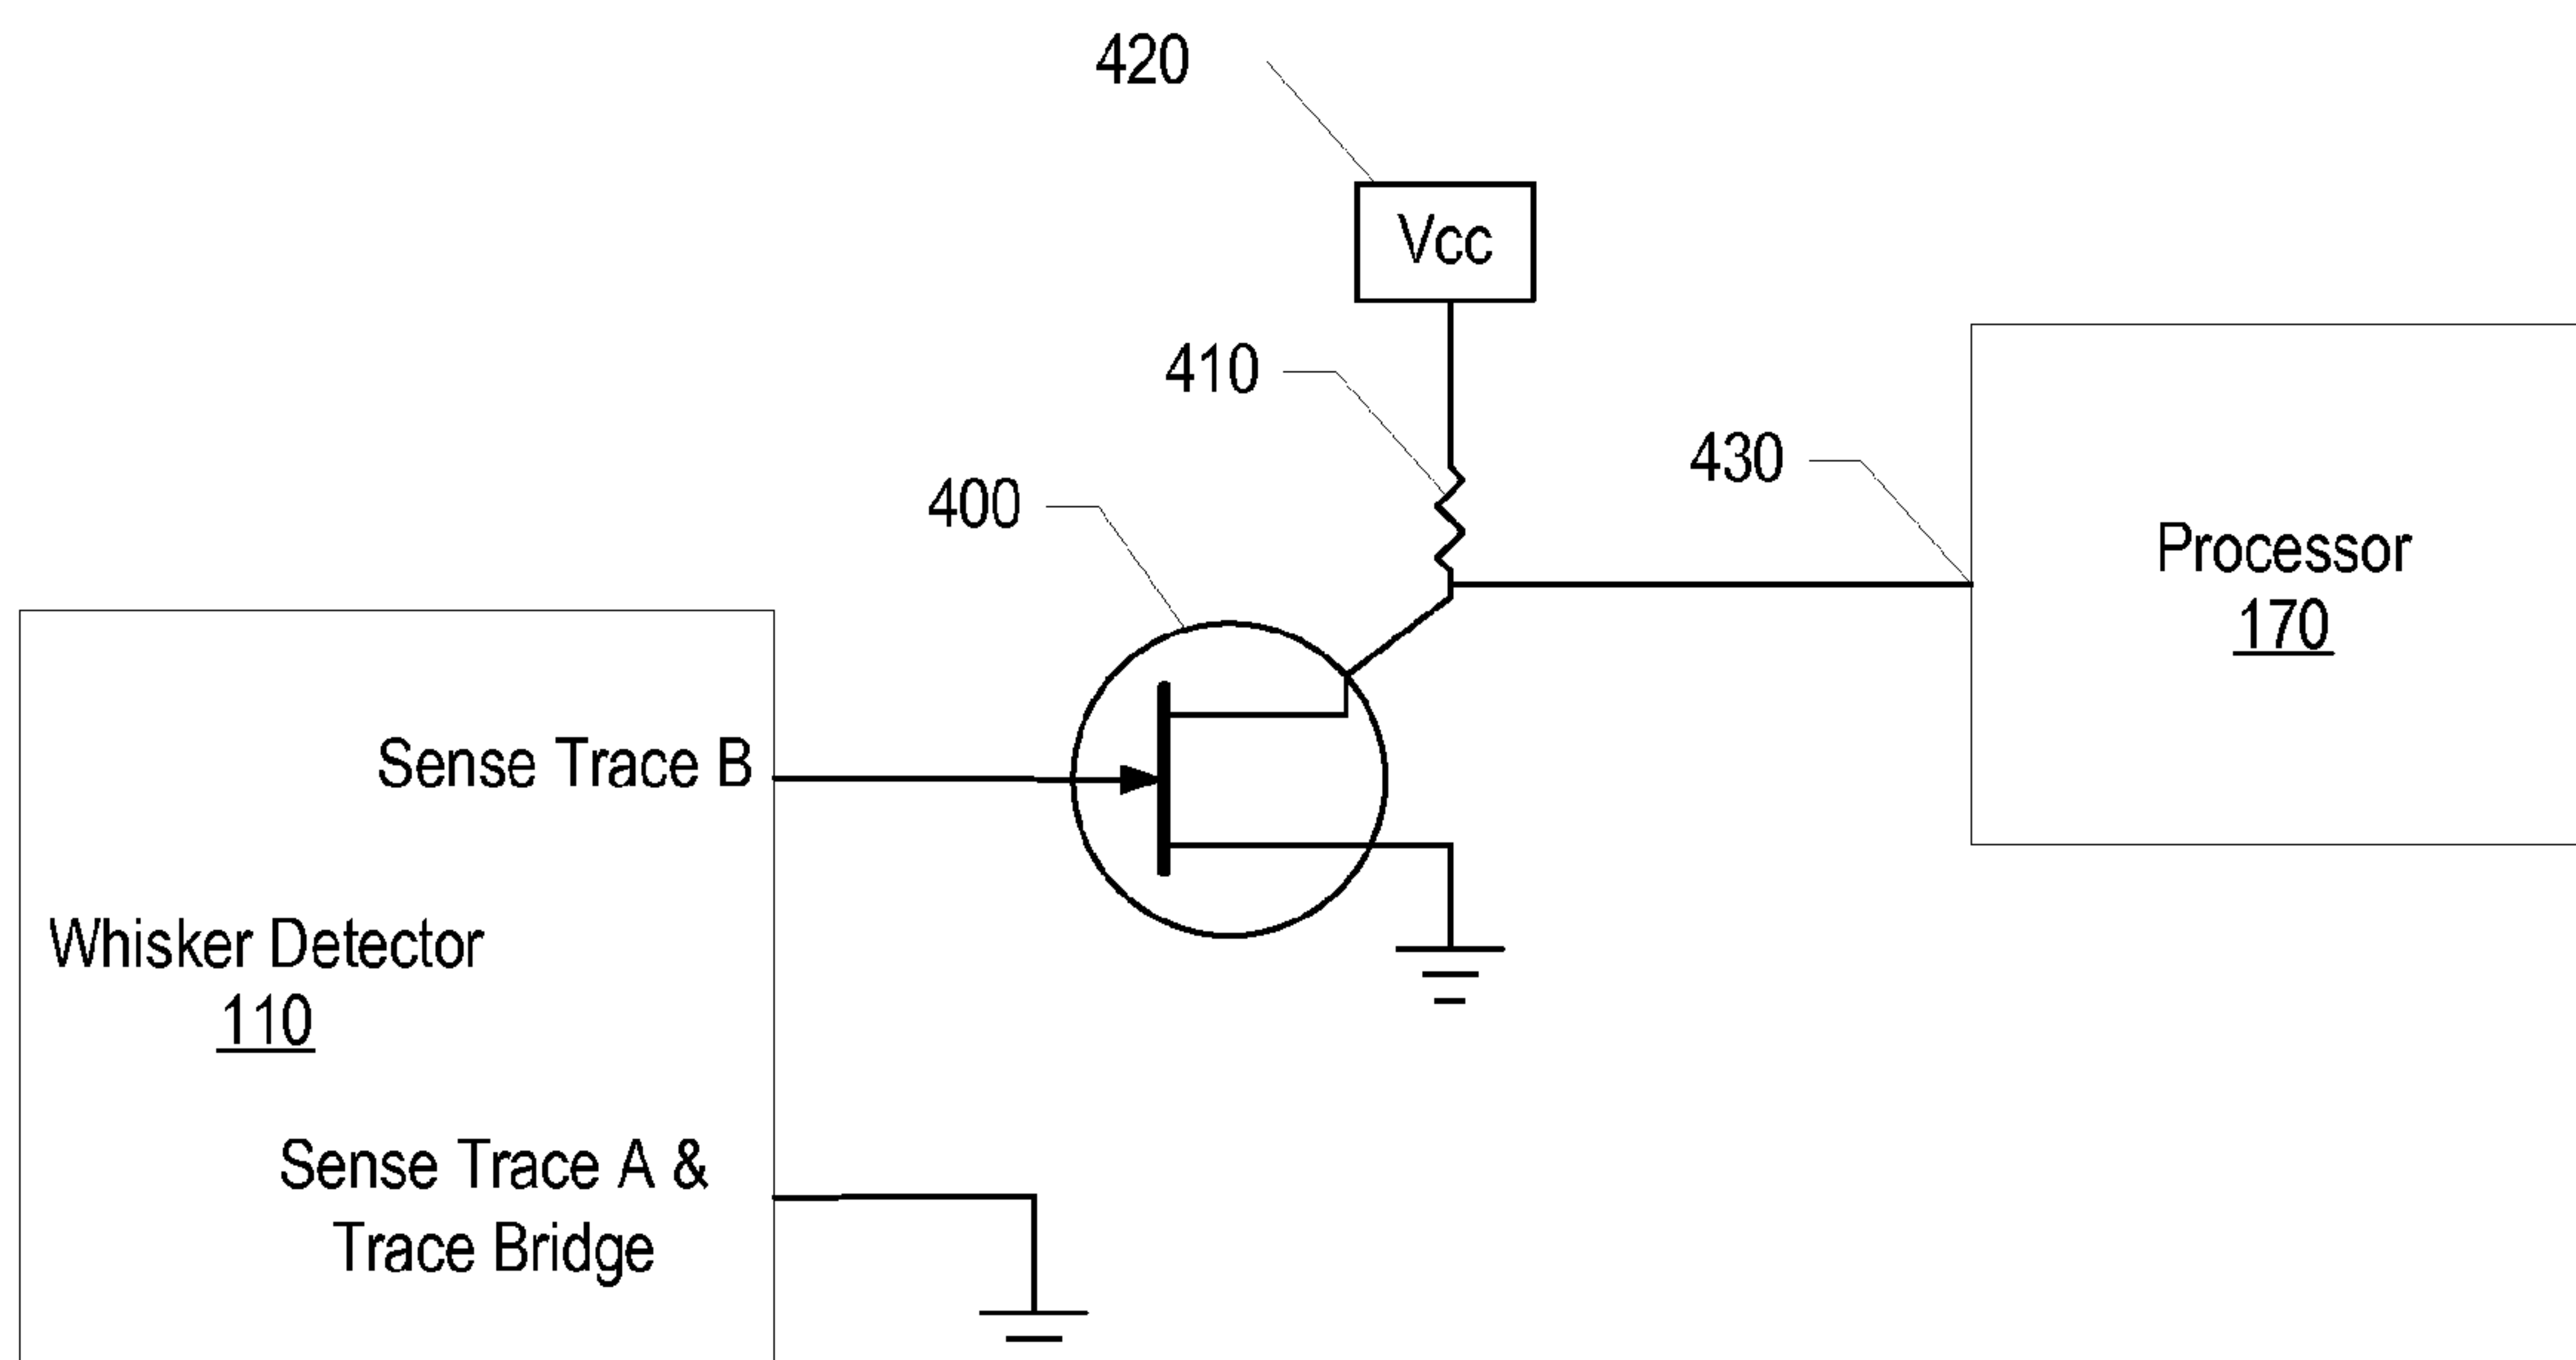 420
Vcc
410
430
400
Processor
170
Sense Trace B
Whisker Detector
110
Sense Trace A &
Trace Bridge